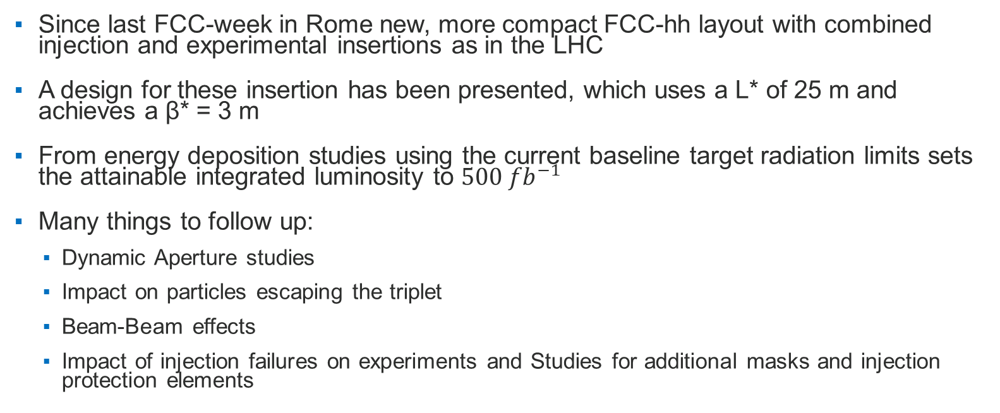 ▪ Since last FCC-week in Rome new, more compact FCC-hh layout with combined
injection and experimental insertions as in the LHC
▪ A design for these insertion has been presented, which uses a L* of 25 m and
achieves a β* = 3 m
▪ From energy deposition studies using the current baseline target radiation limits sets
the attainable integrated luminosity to 500 fb⁻¹
▪ Many things to follow up:
▪ Dynamic Aperture studies
▪ Impact on particles escaping the triplet
▪ Beam-Beam effects
▪ Impact of injection failures on experiments and Studies for additional masks and injection
protection elements